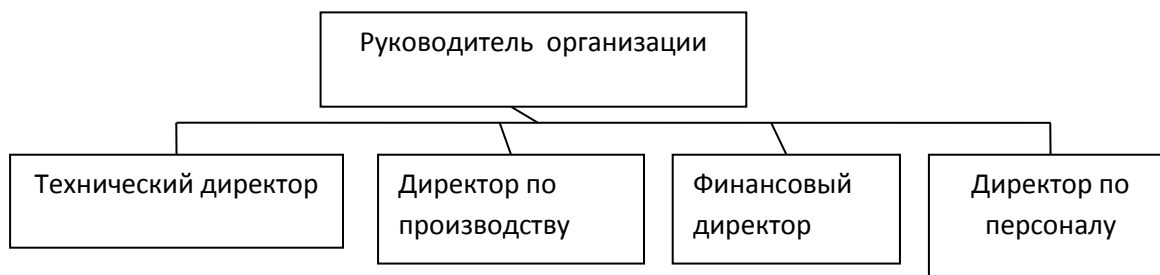 Руководитель организации
Технический директор
Директор по
производству
Финансовый
директор
Директор по
персоналу